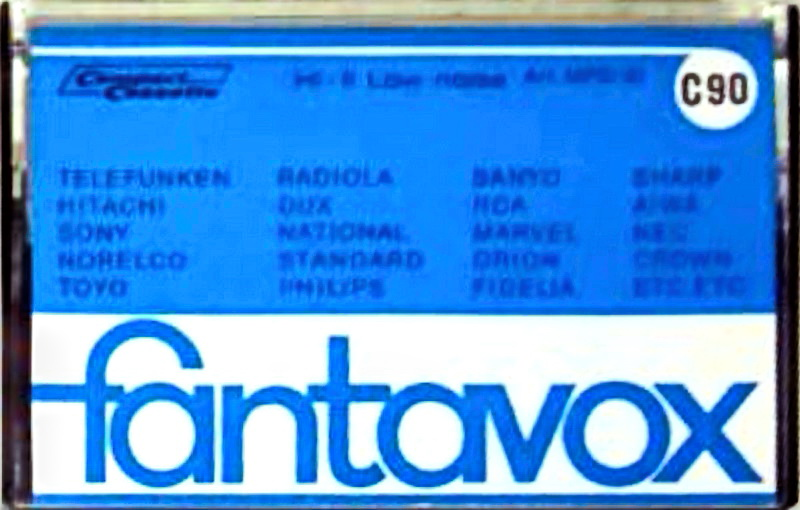 Compact Cassette Hi-fi Low noise
C90
TELEFUNKEN RADIOLA SANYO SHARP
HITACHI DUX RCA AIWA
SONY NATIONAL MARVEL NEC
NORELCO STANDARD ORION CROWN
TOYO PHILIPS FIDELIA ETC.ETC.
fantavox